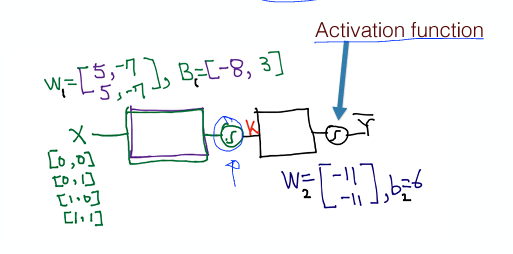 Activation function
W₁=[5,-7
5,-7], B₁=[-8, 3]
X
K
Y̅
[0,0]
[0,1]
[1,0]
[1,1]
W₂=[-11
-11], b₂=6